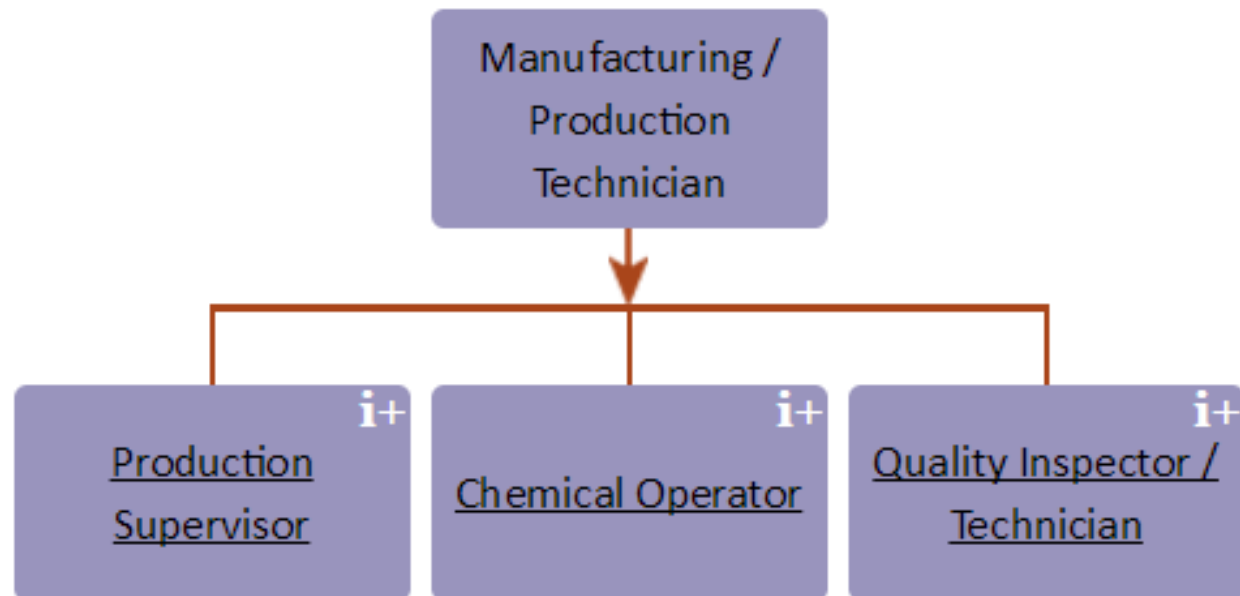 Manufacturing /
Production
Technician
i+
Production
Supervisor
i+
Chemical Operator
i+
Quality Inspector /
Technician